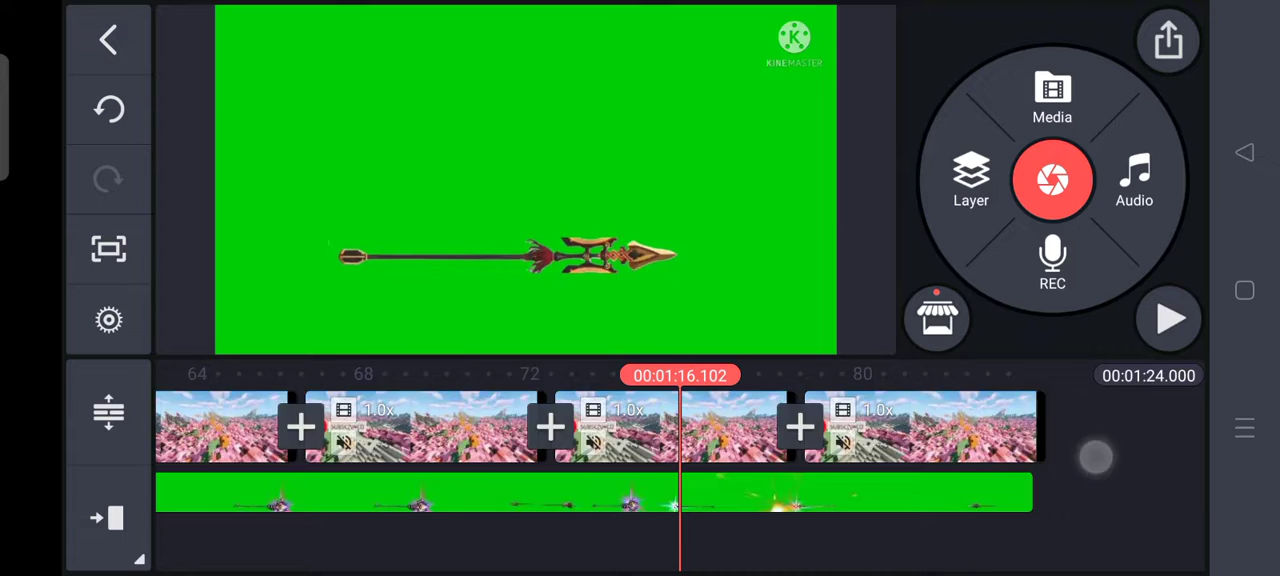 KINEMASTER
Media
Layer
Audio
REC
64
68
72
00:01:16.102
80
00:01:24.000
1.0x
1.0x
1.0x
SUBSCRIBE